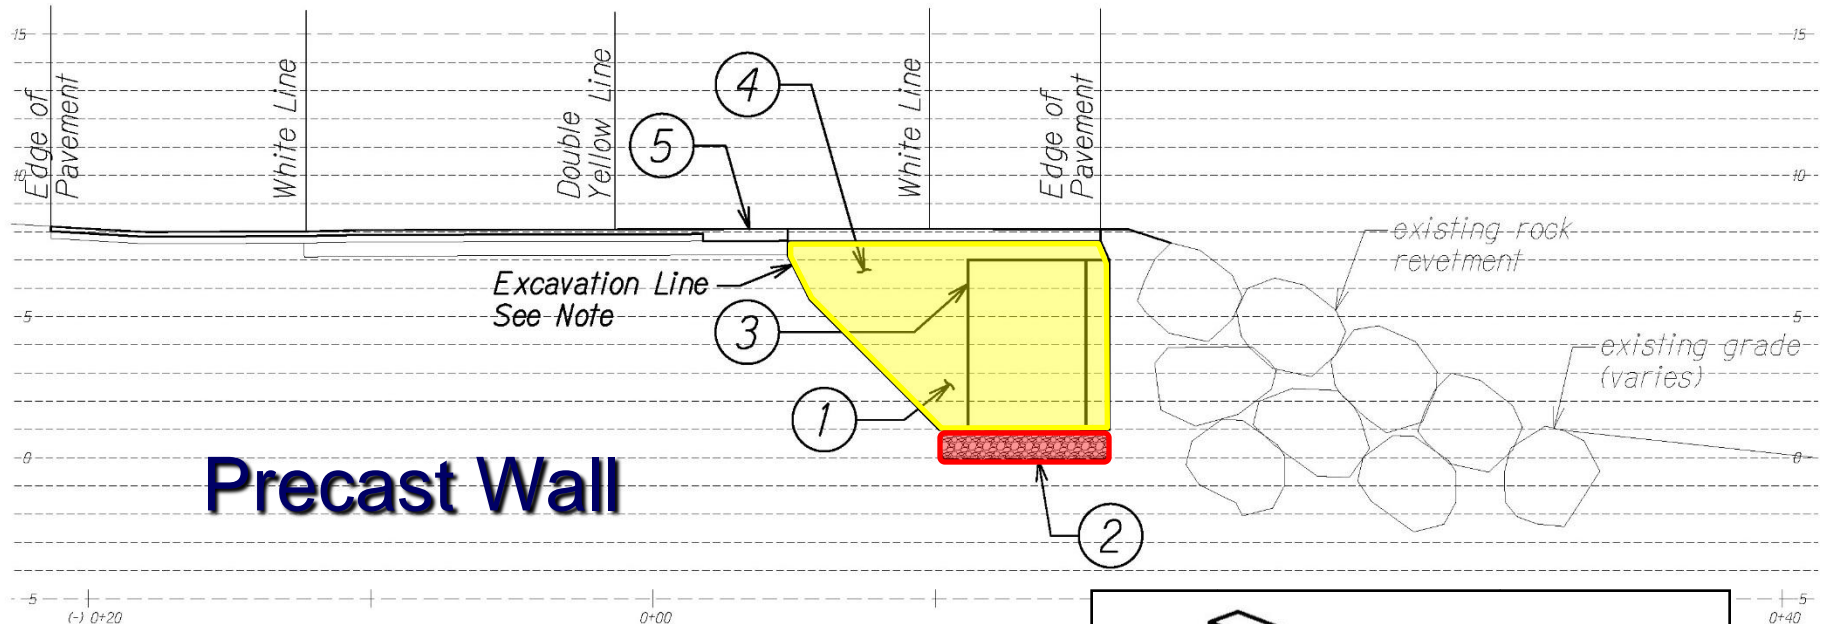 15
15
Edge of
Pavement
White Line
Double
Yellow Line
White Line
Edge of
Pavement
4
5
10
10
existing rock
revetment
Excavation Line
See Note
5
5
3
existing grade
(varies)
1
0
0
Precast Wall
2
-5
-5
(-) 0+20
0+00
0+40